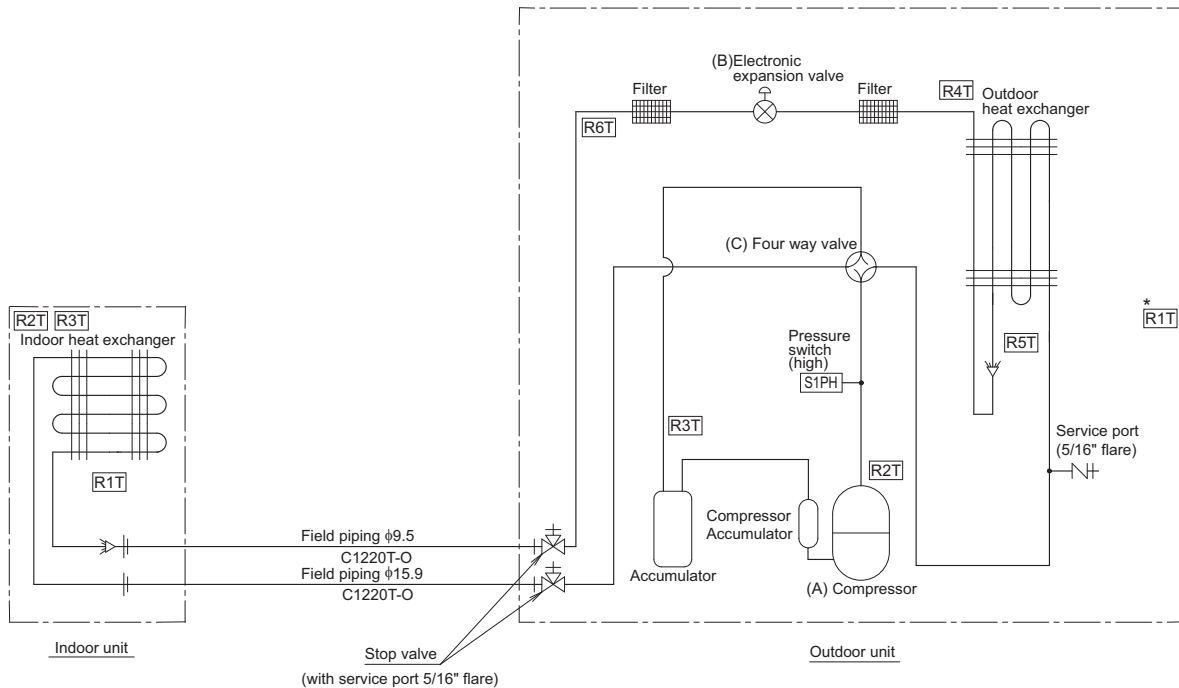 (B)Electronic
expansion valve
Filter
Filter
R4T
Outdoor
heat exchanger
R6T
(C) Four way valve
*
R1T
R2T R3T
Indoor heat exchanger
Pressure
switch
(high)
S1PH
R5T
R3T
Service port
(5/16" flare)
R1T
R2T
Compressor
Accumulator
Field piping ϕ9.5
C1220T-O
Field piping ϕ15.9
C1220T-O
Accumulator
(A) Compressor
Indoor unit
Stop valve
(with service port 5/16" flare)
Outdoor unit